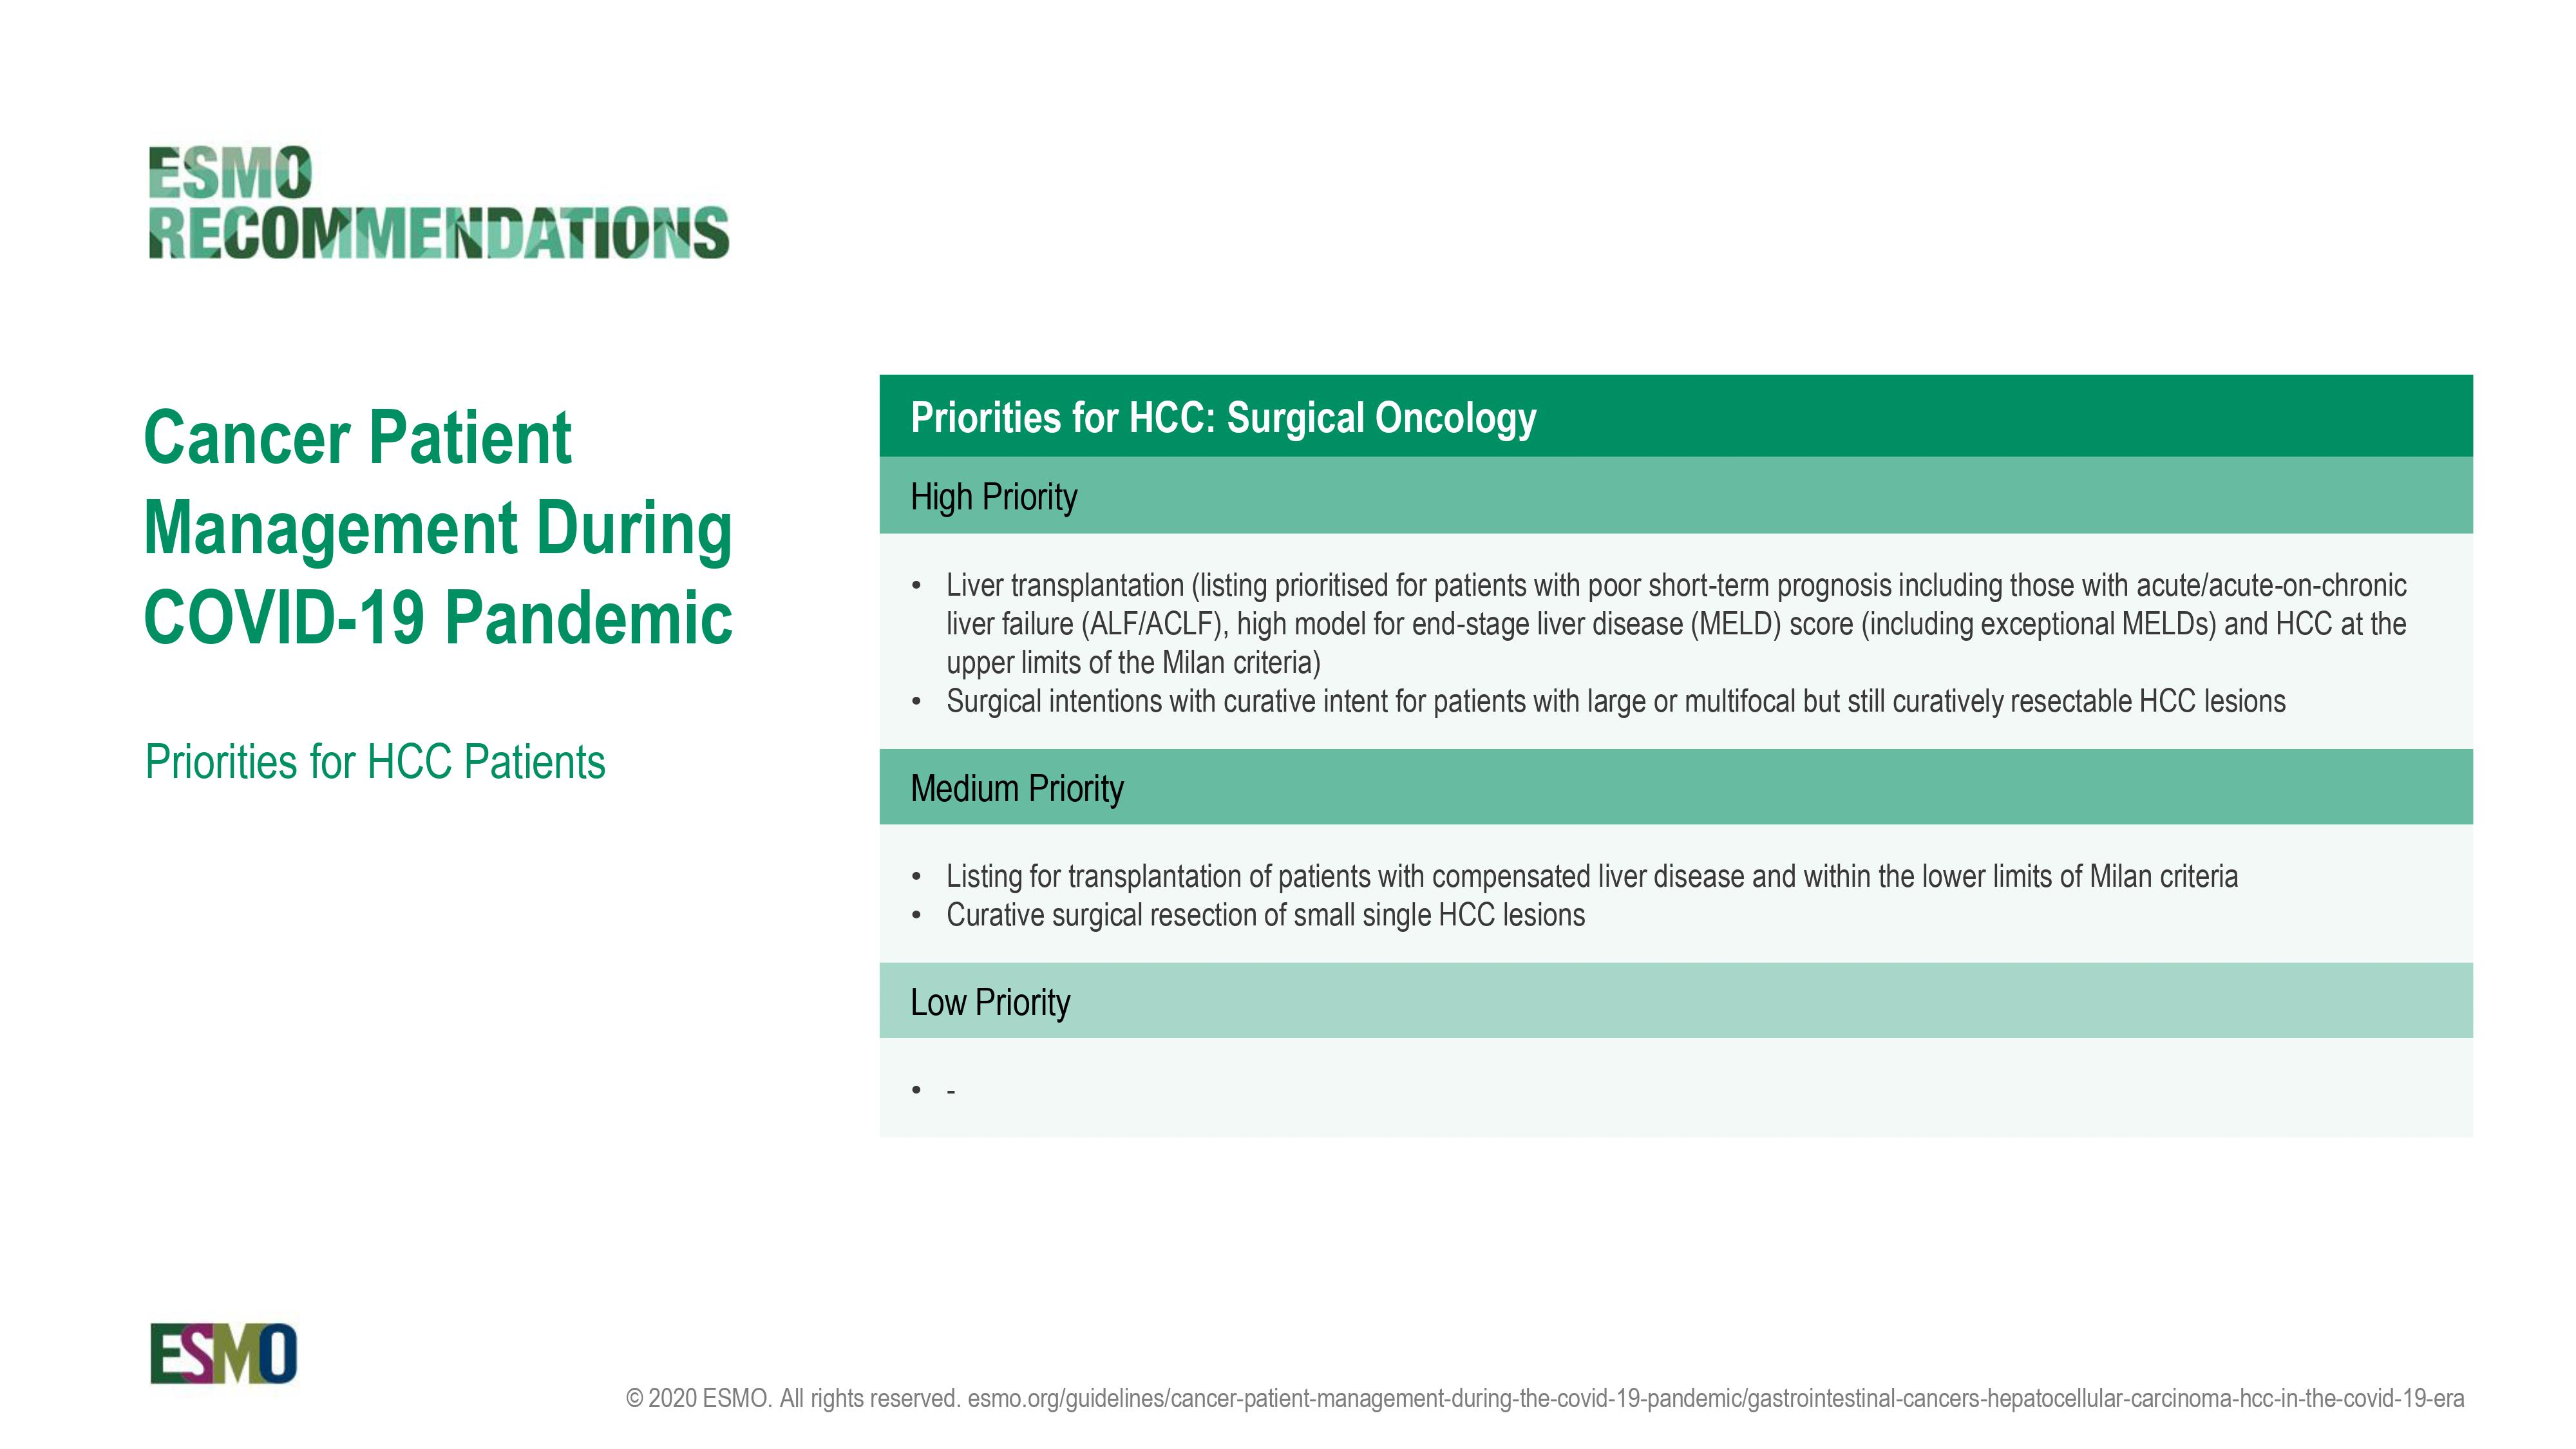 ESMO
RECOMMENDATIONS
Cancer Patient
Management During
COVID-19 Pandemic
Priorities for HCC Patients
Priorities for HCC: Surgical Oncology
High Priority
• Liver transplantation (listing prioritised for patients with poor short-term prognosis including those with acute/acute-on-chronic
liver failure (ALF/ACLF), high model for end-stage liver disease (MELD) score (including exceptional MELDs) and HCC at the
upper limits of the Milan criteria)
• Surgical intentions with curative intent for patients with large or multifocal but still curatively resectable HCC lesions
Medium Priority
• Listing for transplantation of patients with compensated liver disease and within the lower limits of Milan criteria
• Curative surgical resection of small single HCC lesions
Low Priority
• -
ESMO
© 2020 ESMO. All rights reserved. esmo.org/guidelines/cancer-patient-management-during-the-covid-19-pandemic/gastrointestinal-cancers-hepatocellular-carcinoma-hcc-in-the-covid-19-era